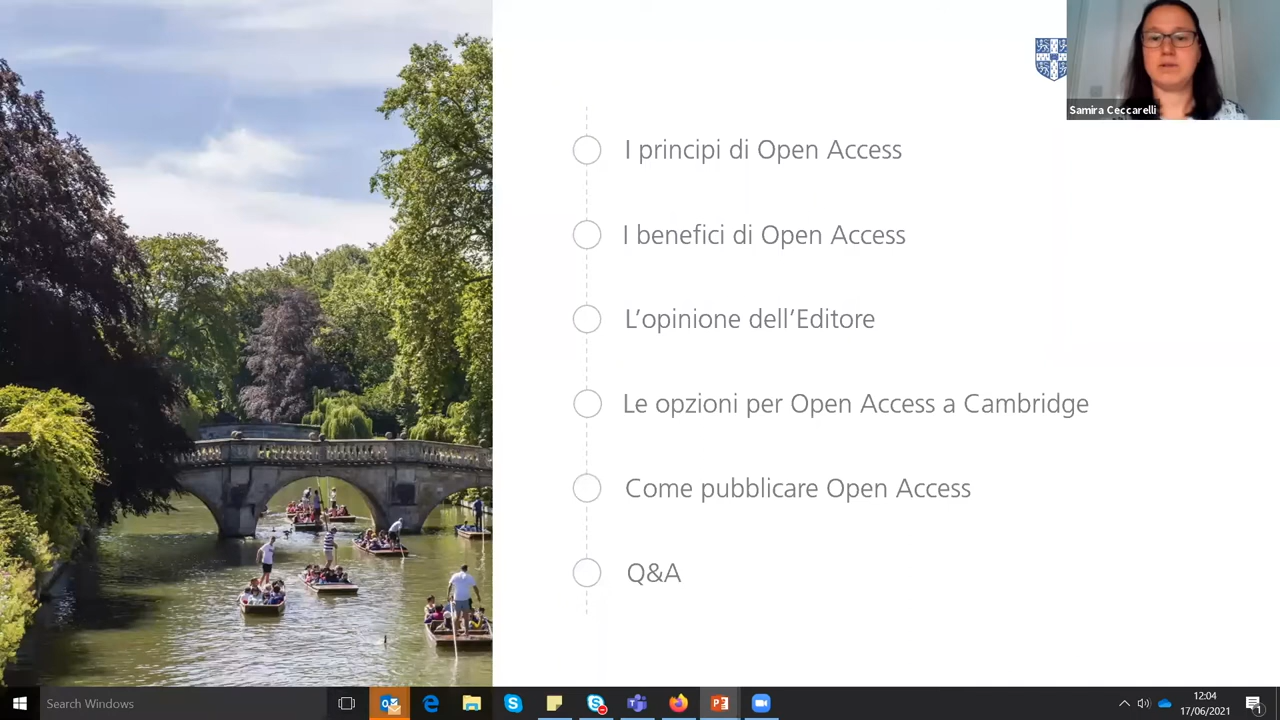 Samira Ceccarelli
I principi di Open Access
I benefici di Open Access
L’opinione dell‘Editore
Le opzioni per Open Access a Cambridge
Come pubblicare Open Access
Q&A
Search Windows
12:04
17/06/2021
1